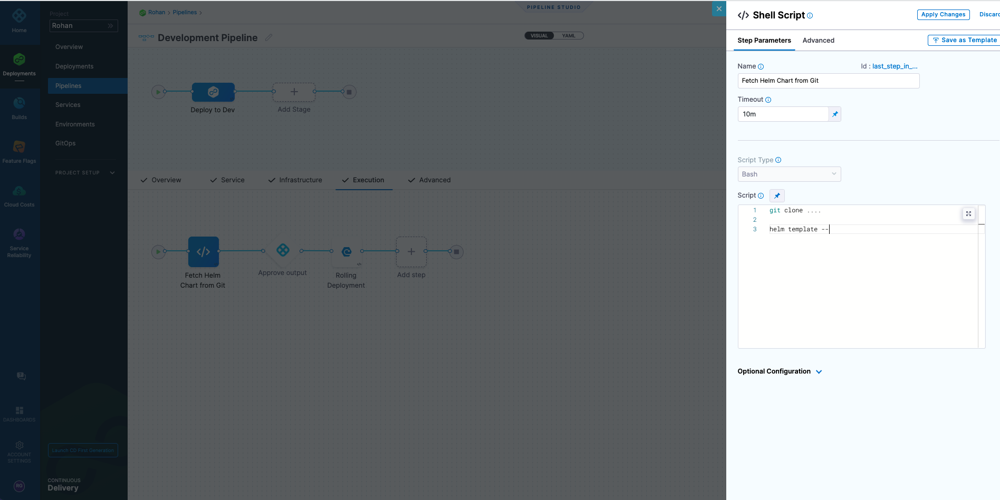 Home
Deployments
Builds
Feature Flags
Cloud Costs
Service
Reliability
DASHBOARDS
ACCOUNT
SETTINGS
RG
Project
Rohan
Overview
Deployments
Pipelines
Services
Environments
GitOps
PROJECT SETUP
Launch CD First Generation
CONTINUOUS
Delivery
Rohan > Pipelines >
PIPELINE STUDIO
Development Pipeline
VISUAL YAML
Deploy to Dev
Add Stage
Overview Service Infrastructure Execution Advanced
Fetch Helm
Chart from Git
Approve output
Rolling
Deployment
Add step
</> Shell Script
Apply Changes
Discard
Step Parameters Advanced
Save as Template
Name
Id : last_step_in_...
Fetch Helm Chart from Git
Timeout
10m
Script Type
Bash
Script
1 git clone ....
2
3 helm template --
Optional Configuration